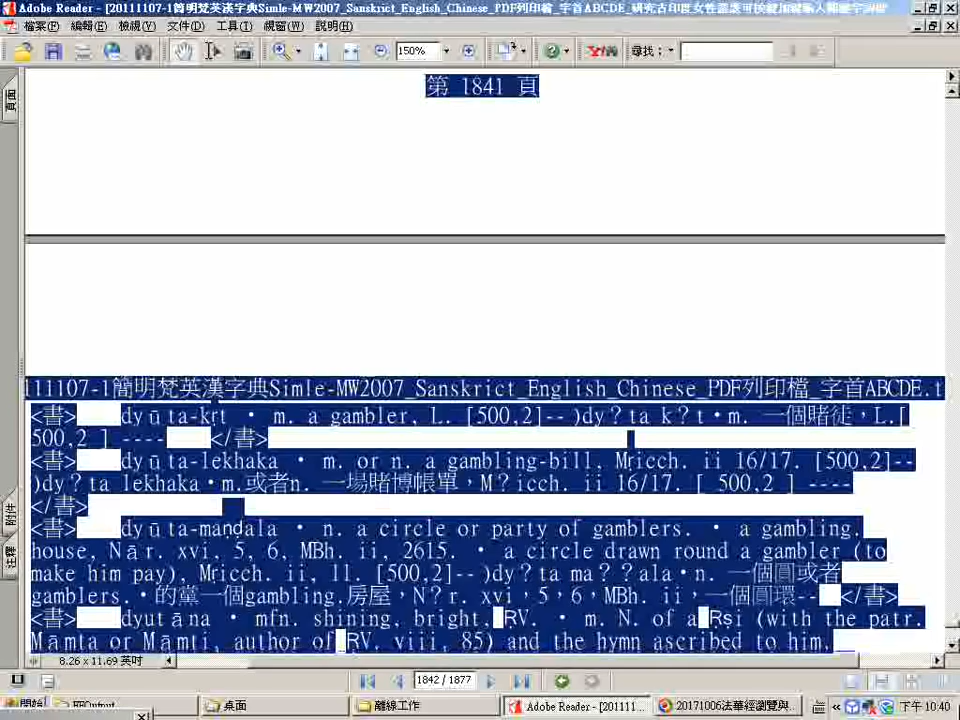 Adobe Reader - [20111107-1簡明梵英漢字典Simle-MW2007_Sanskrict_English_Chinese_PDF列印檔_字首ABCDE_研究古印度女性
檔案(F) 編輯(E) 檢視(V) 文件(D) 工具(T) 視窗(W) 說明(H)
150% 尋找:
頁面
第 1841 頁
111107-1簡明梵英漢字典Simle-MW2007_Sanskrict_English_Chinese_PDF列印檔_字首ABCDE.t
<書> dyūta-kṛt • m. a gambler, L. [500,2]-- )dy?ta k?t•m. 一個賭徒，L.[
500,2 ] ---- </書>
<書> dyūta-lekhaka • m. or n. a gambling-bill, Mṛicch. ii 16/17. [500,2]--
)dy?ta lekhaka•m.或者n. 一場賭博帳單，M?icch. ii 16/17. [ 500,2 ] ----
</書>
<書> dyūta-maṇḍala • n. a circle or party of gamblers. • a gambling.
house, Nār. xvi, 5, 6, MBh. ii, 2615. • a circle drawn round a gambler (to
make him pay), Mṛicch. ii, 11. [500,2]-- )dy?ta ma??ala•n. 一個圓或者
gamblers.•的黨一個gambling.房屋，N?r. xvi，5，6，MBh. ii，一個圓環-- </書>
<書> dyutāna • mfn. shining, bright, RV. • m. N. of a Ṛṣi (with the patr.
Māmta or Māmti, author of RV. viii, 85) and the hymn ascribed to him.
附件
注釋
8.26 x 11.69 英吋
1842 / 1877
開始 桌面 離線工作 Adobe Reader - [201111... 20171006法華經瀏覽與... 下午 10:40